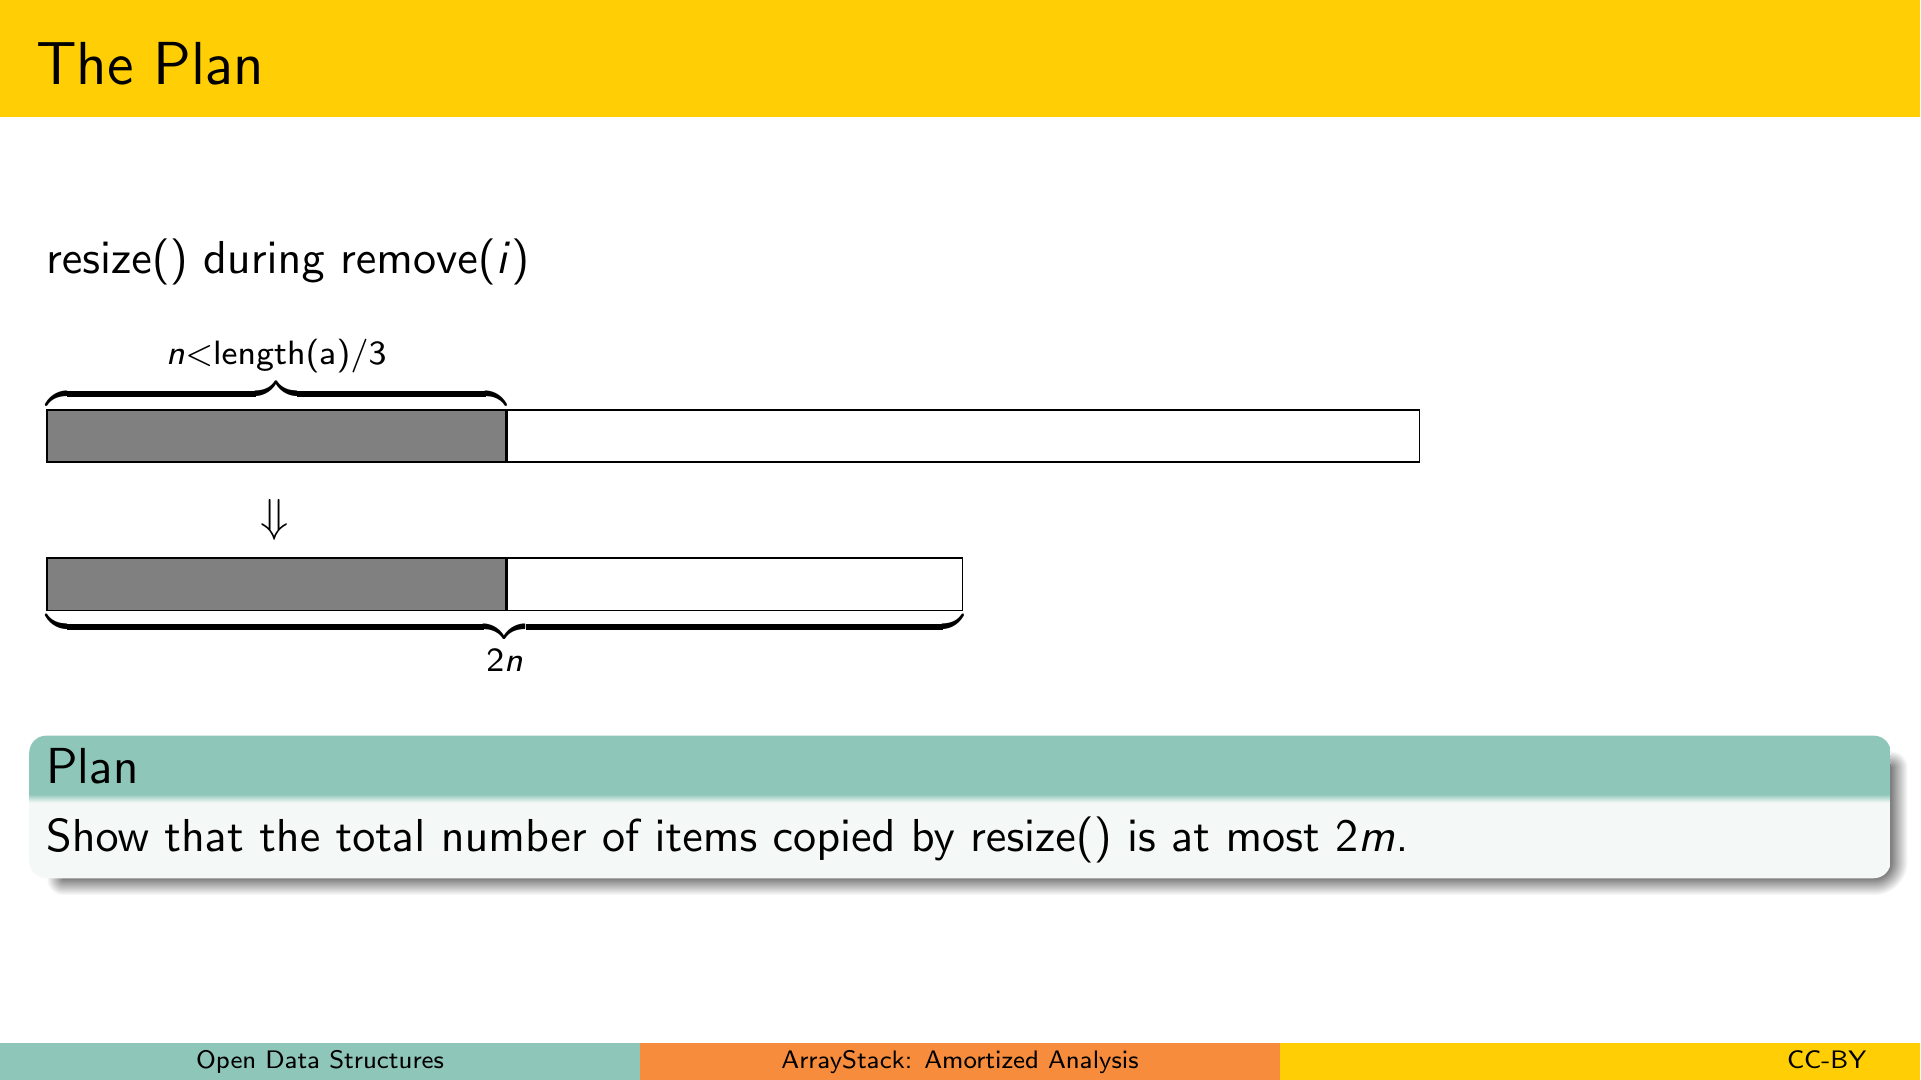 The Plan
resize() during remove(i)
n<length(a)/3
⇓
2n
Plan
Show that the total number of items copied by resize() is at most 2m.
Open Data Structures
ArrayStack: Amortized Analysis
CC-BY